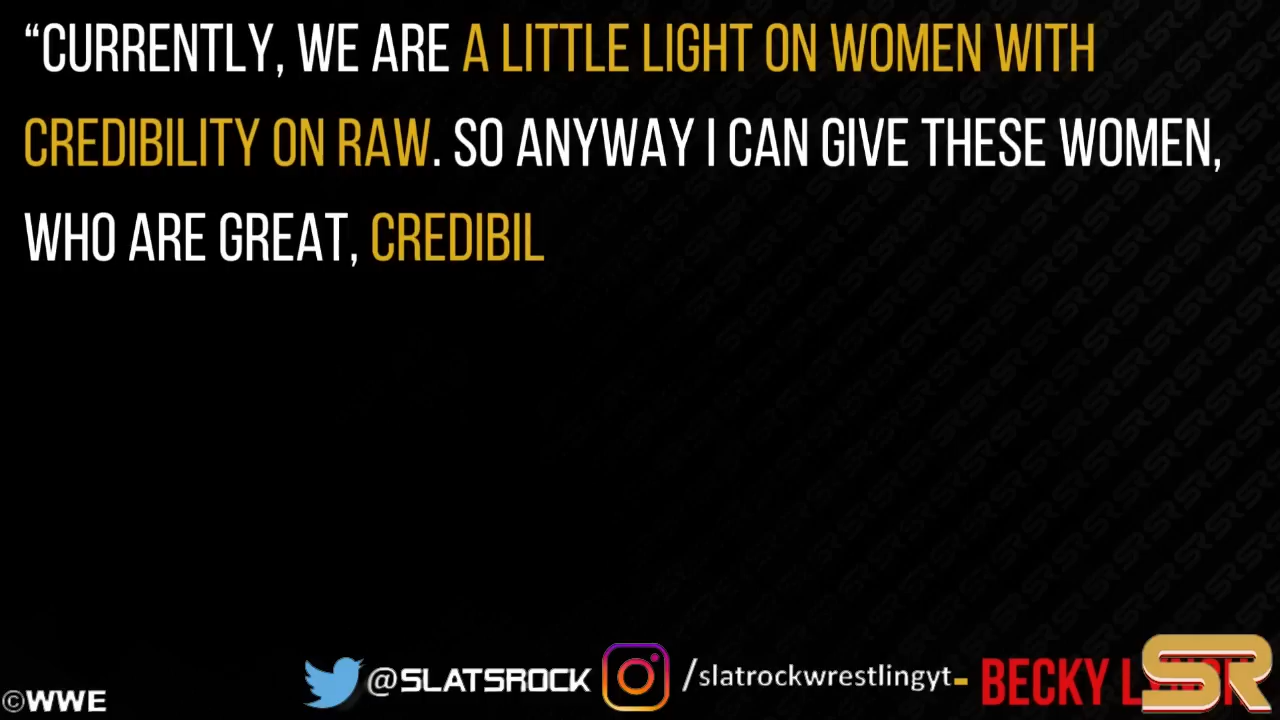 “CURRENTLY, WE ARE A LITTLE LIGHT ON WOMEN WITH
CREDIBILITY ON RAW. SO ANYWAY I CAN GIVE THESE WOMEN,
WHO ARE GREAT, CREDIBIL
©WWE
@SLATSROCK
/slatrockwrestlingyt
- BECKY
SR